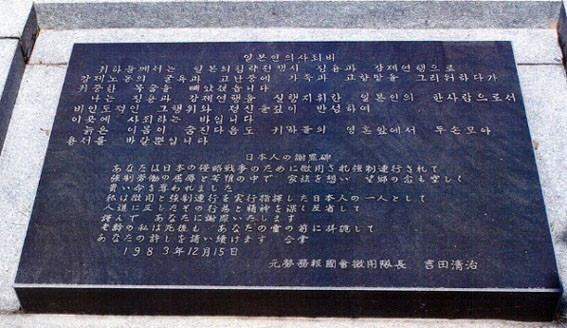 일본인의사죄비
귀하들께서는 일본의침략전쟁시 징용과 강제연행으로
강제노동의 굴욕과 고난중에 가족과 고향땅을 그리워하다가
귀중한 목숨을 빼았겼습니다
나는 징용과 강제연행을 실행지휘한 일본인의 한사람으로서
비인도적인 그행위와 정신을깊이 반성하여
이곳에 사죄하는 바입니다
늙은 이몸이 숨진다음도 귀하들의 영혼앞에서 두손모아
용서를 바랄뿐입니다
日本人の謝罪碑
あなたは日本の侵略戦争のために徴用され強制連行されて
強制労働の屈辱と苦難の中で 家族を想い 望郷の念も空しく
貴い命を奪われました
私は徴用と強制連行を実行指揮した日本人の一人として
人道に反したその行為と精神を深く反省して
謹んで あなたに謝罪いたします
老齢の私は死後も あなたの霊の前に拝跪して
あなたの許しを請い続けます 合掌
1983年12月15日
元勞務報國會徴用隊長 吉田清治